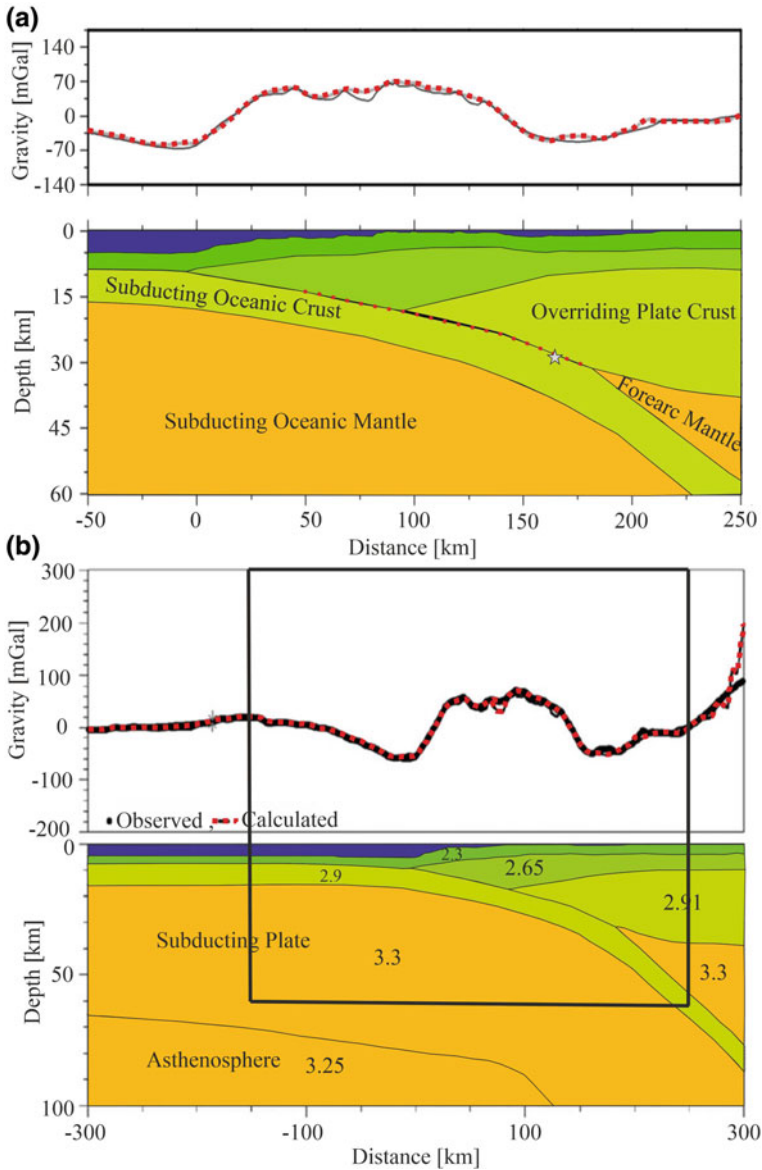 (a)
Gravity [mGal]
140
70
0
-70
-140
Depth [km]
0
15
30
45
60
Subducting Oceanic Crust
Overriding Plate Crust
Forearc Mantle
Subducting Oceanic Mantle
-50 0 50 100 150 200 250
Distance [km]
(b)
Gravity [mGal]
300
200
100
0
-100
-200
Observed , Calculated
Depth [km]
0
50
100
2.3
2.65
2.9
2.91
Subducting Plate
3.3
3.3
Asthenosphere
3.25
-300 -100 100 300
Distance [km]